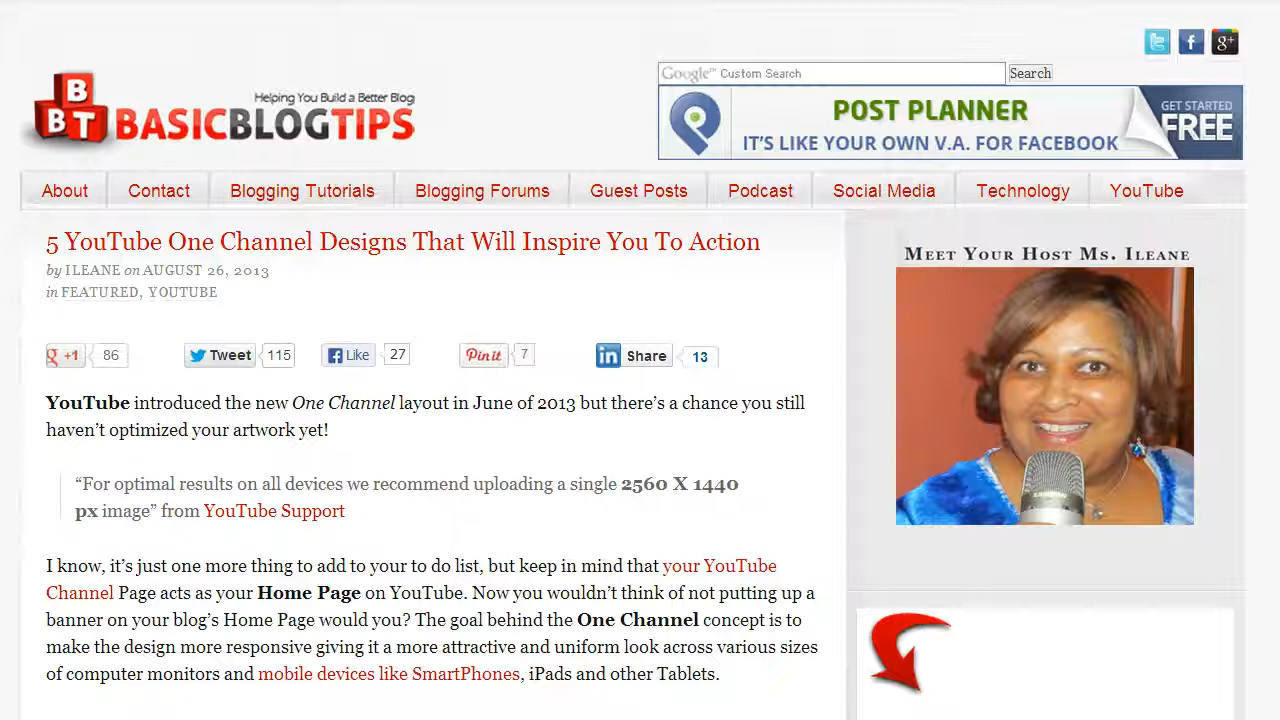 Google™ Custom Search
Search
B
BT
Helping You Build a Better Blog
BASICBLOGTIPS
POST PLANNER
IT'S LIKE YOUR OWN V.A. FOR FACEBOOK
GET STARTED
FREE
About
Contact
Blogging Tutorials
Blogging Forums
Guest Posts
Podcast
Social Media
Technology
YouTube
5 YouTube One Channel Designs That Will Inspire You To Action
by ILEANE on AUGUST 26, 2013
in FEATURED, YOUTUBE
+1 86
Tweet 115
Like 27
Pin it 7
in Share 13
YouTube introduced the new One Channel layout in June of 2013 but there's a chance you still
haven't optimized your artwork yet!
“For optimal results on all devices we recommend uploading a single 2560 X 1440
px image” from YouTube Support
I know, it's just one more thing to add to your to do list, but keep in mind that your YouTube
Channel Page acts as your Home Page on YouTube. Now you wouldn't think of not putting up a
banner on your blog's Home Page would you? The goal behind the One Channel concept is to
make the design more responsive giving it a more attractive and uniform look across various sizes
of computer monitors and mobile devices like SmartPhones, iPads and other Tablets.
Meet Your Host Ms. Ileane
SAMSON